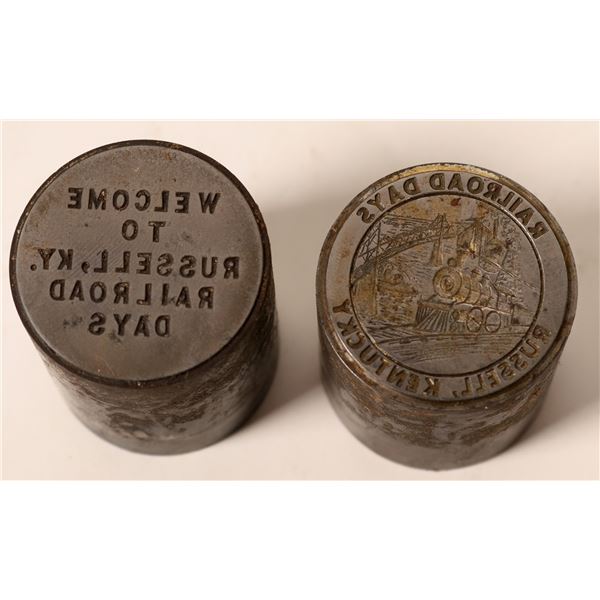 WELCOME
TO
RUSSELL, KY.
RAILROAD
DAYS
RAILROAD DAYS
RUSSELL, KENTUCKY